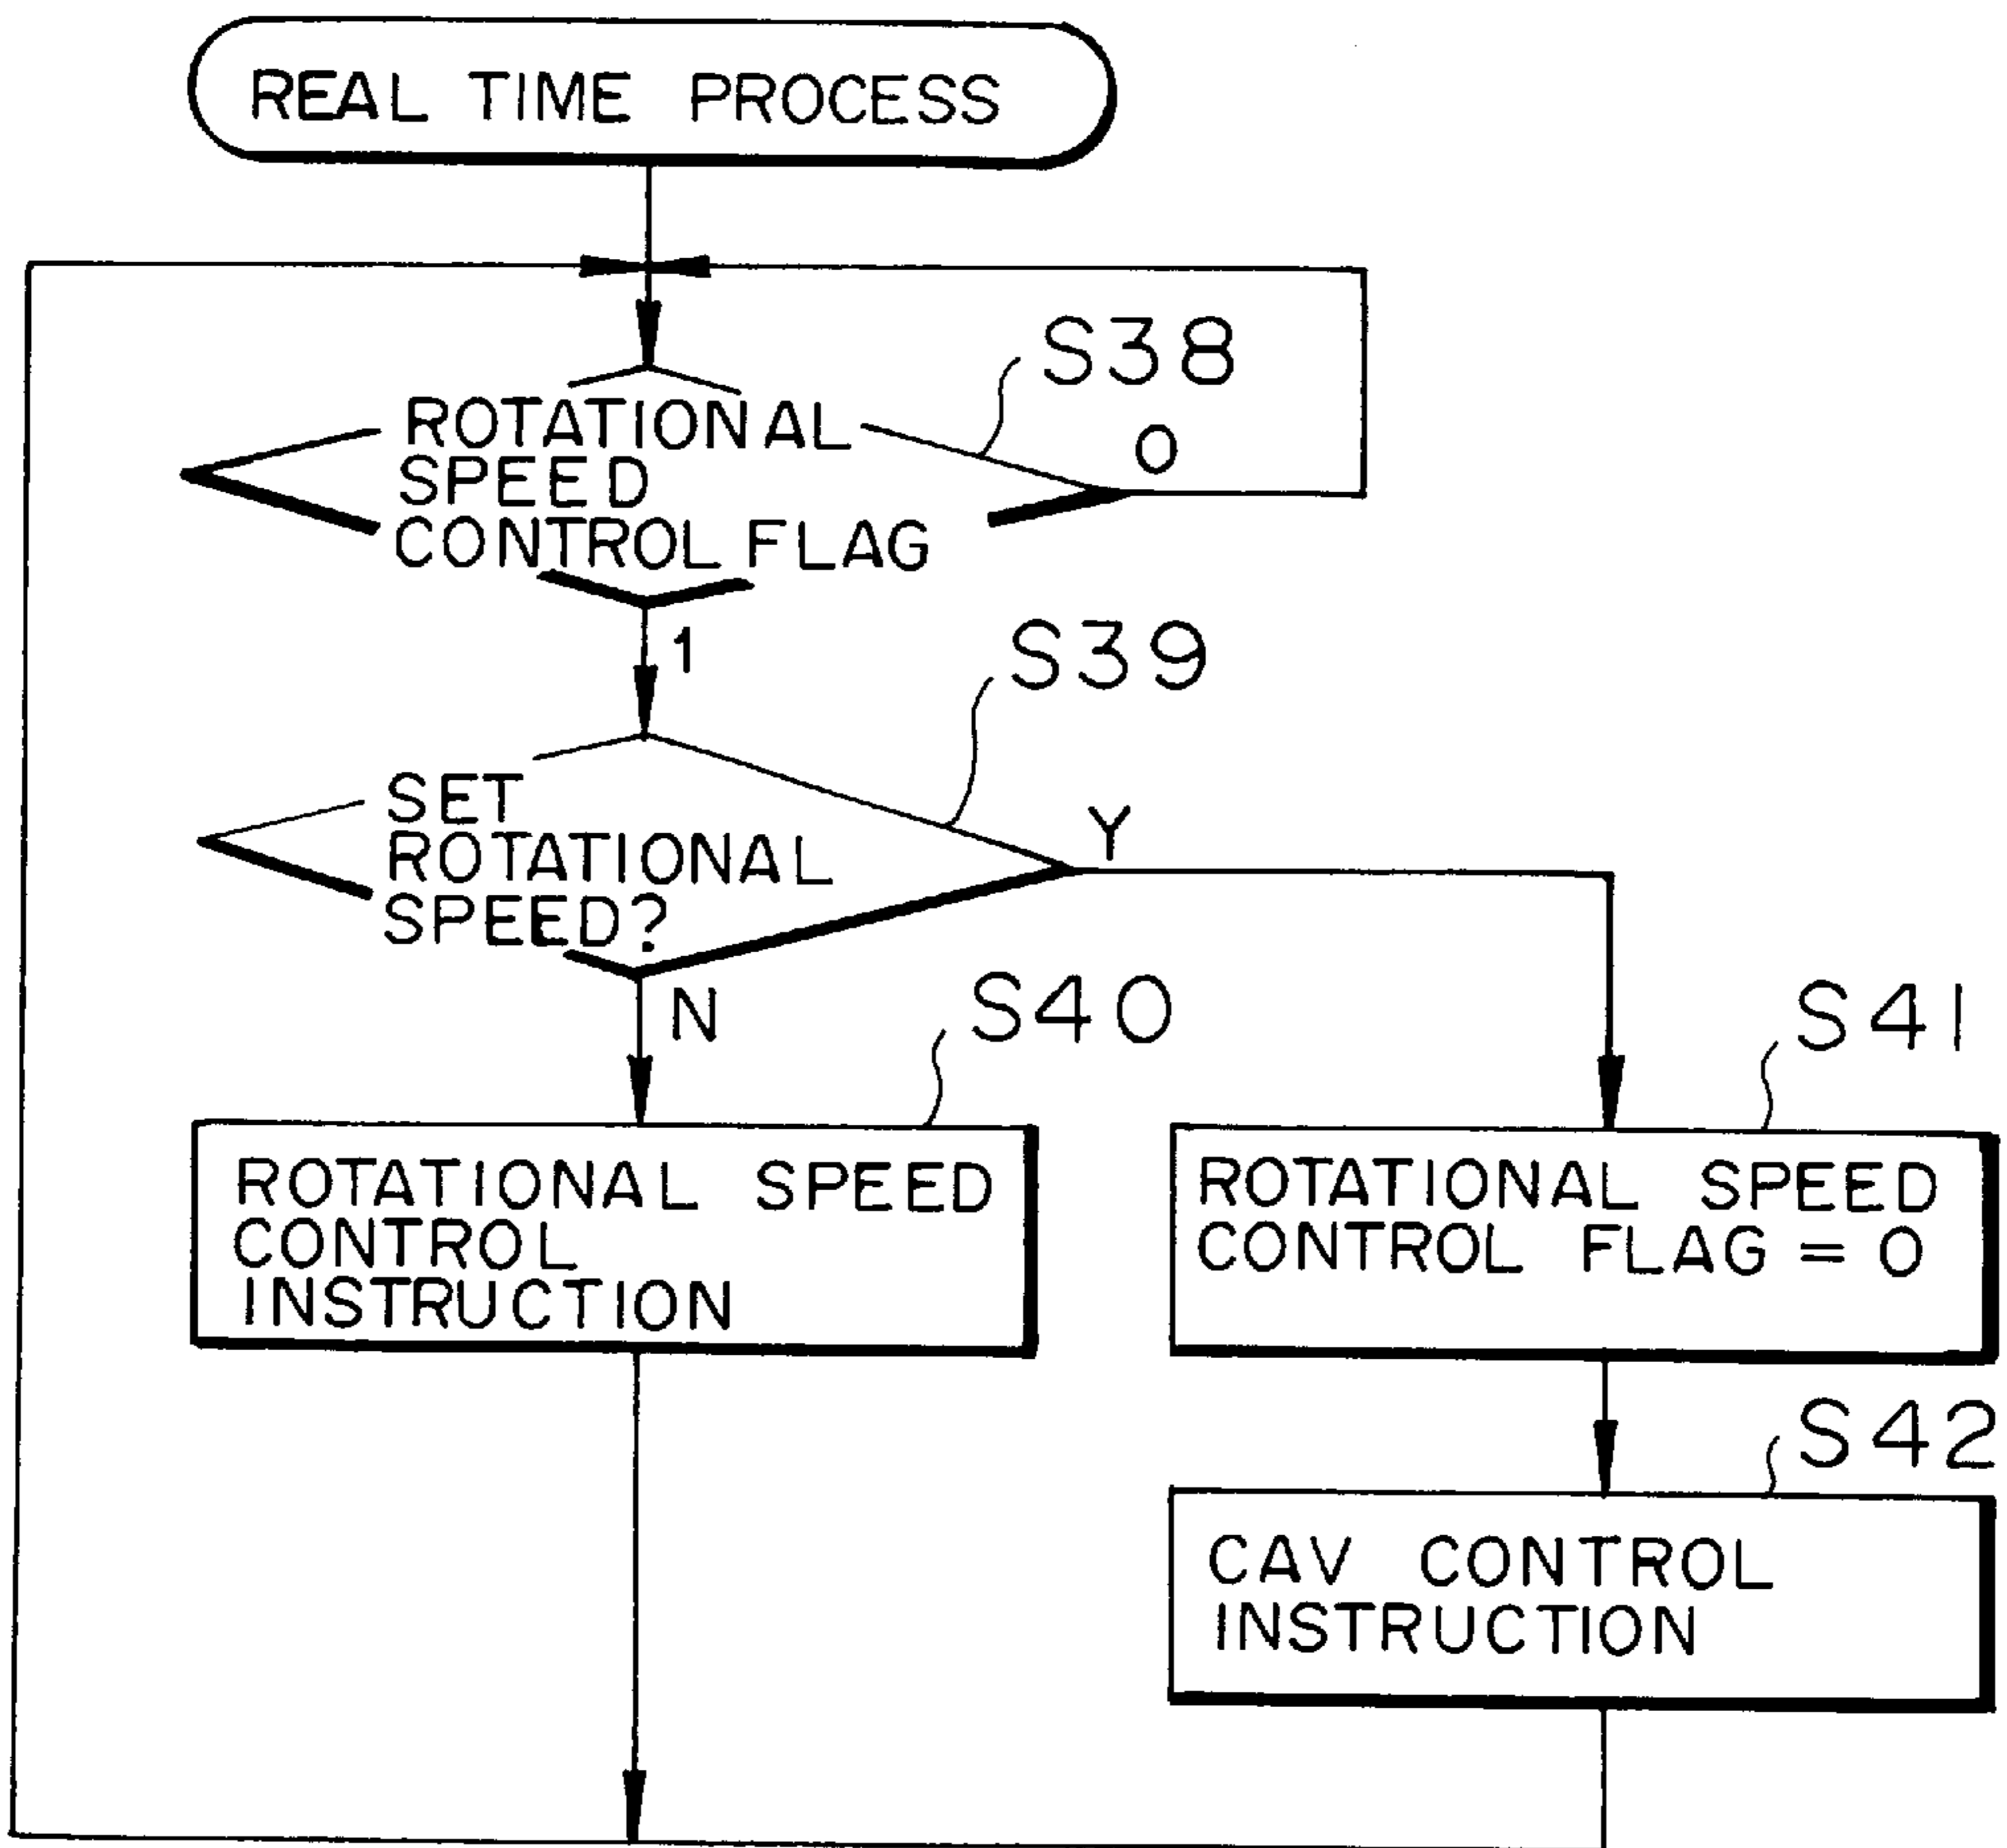 REAL TIME PROCESS
S38
ROTATIONAL
SPEED
CONTROL FLAG
0
1
S39
SET
ROTATIONAL
SPEED?
Y
N
S40
ROTATIONAL SPEED
CONTROL
INSTRUCTION
S41
ROTATIONAL SPEED
CONTROL FLAG = 0
S42
CAV CONTROL
INSTRUCTION